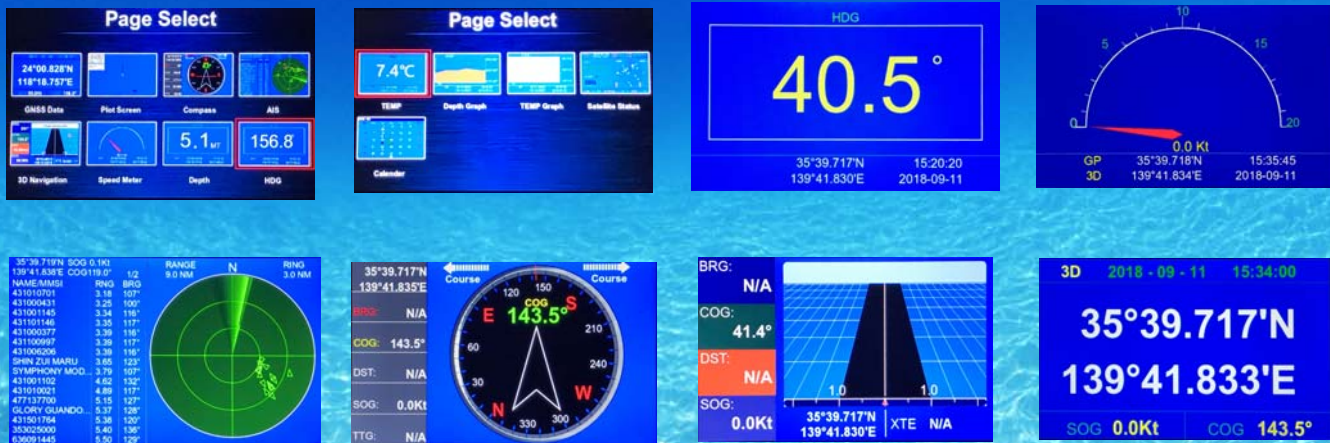 Page Select
24°00.828'N
118°18.757'E
GNSS Data
Plot Screen
Compass
AIS
5.1MT
156.8°
3D Navigation
Speed Meter
Depth
HDG
Page Select
7.4°C
TEMP
Depth Graph
TEMP Graph
Satellite Status
Calender
HDG
40.5°
35°39.717'N 15:20:20
139°41.830'E 2018-09-11
0 5 10 15 20
0.0 Kt
GP 35°39.718'N 15:35:45
3D 139°41.834'E 2018-09-11
35°39.719'N SOG 0.1Kt
139°41.838'E COG119.0° 1/2
NAME/MMSI RNG BRG
431010701 3.18 107°
431000431 3.25 100°
431001145 3.34 116°
431101146 3.35 117°
431000377 3.39 116°
431100997 3.39 117°
431006206 3.39 116°
SHIN ZUI MARU 3.65 123°
SYMPHONY MOD... 3.79 107°
431001102 4.62 132°
431010021 4.89 117°
477137700 5.15 127°
GLORY GUANDO... 5.37 128°
431501764 5.38 120°
353025000 5.40 136°
636091445 5.50 129°
RANGE
9.0 NM
N
RING
3.0 NM
35°39.717'N
139°41.835'E
BRG: N/A
COG: 143.5°
DST: N/A
SOG: 0.0Kt
TTG: N/A
Course
Course
COG
143.5°
N 30 60 E 120 150 S 210 240 W 300 330
BRG:
N/A
COG:
41.4°
DST:
N/A
SOG:
0.0Kt
1.0 1.0
35°39.717'N
139°41.830'E
XTE N/A
3D 2018 - 09 - 11 15:34:00
35°39.717'N
139°41.833'E
SOG 0.0Kt COG 143.5°